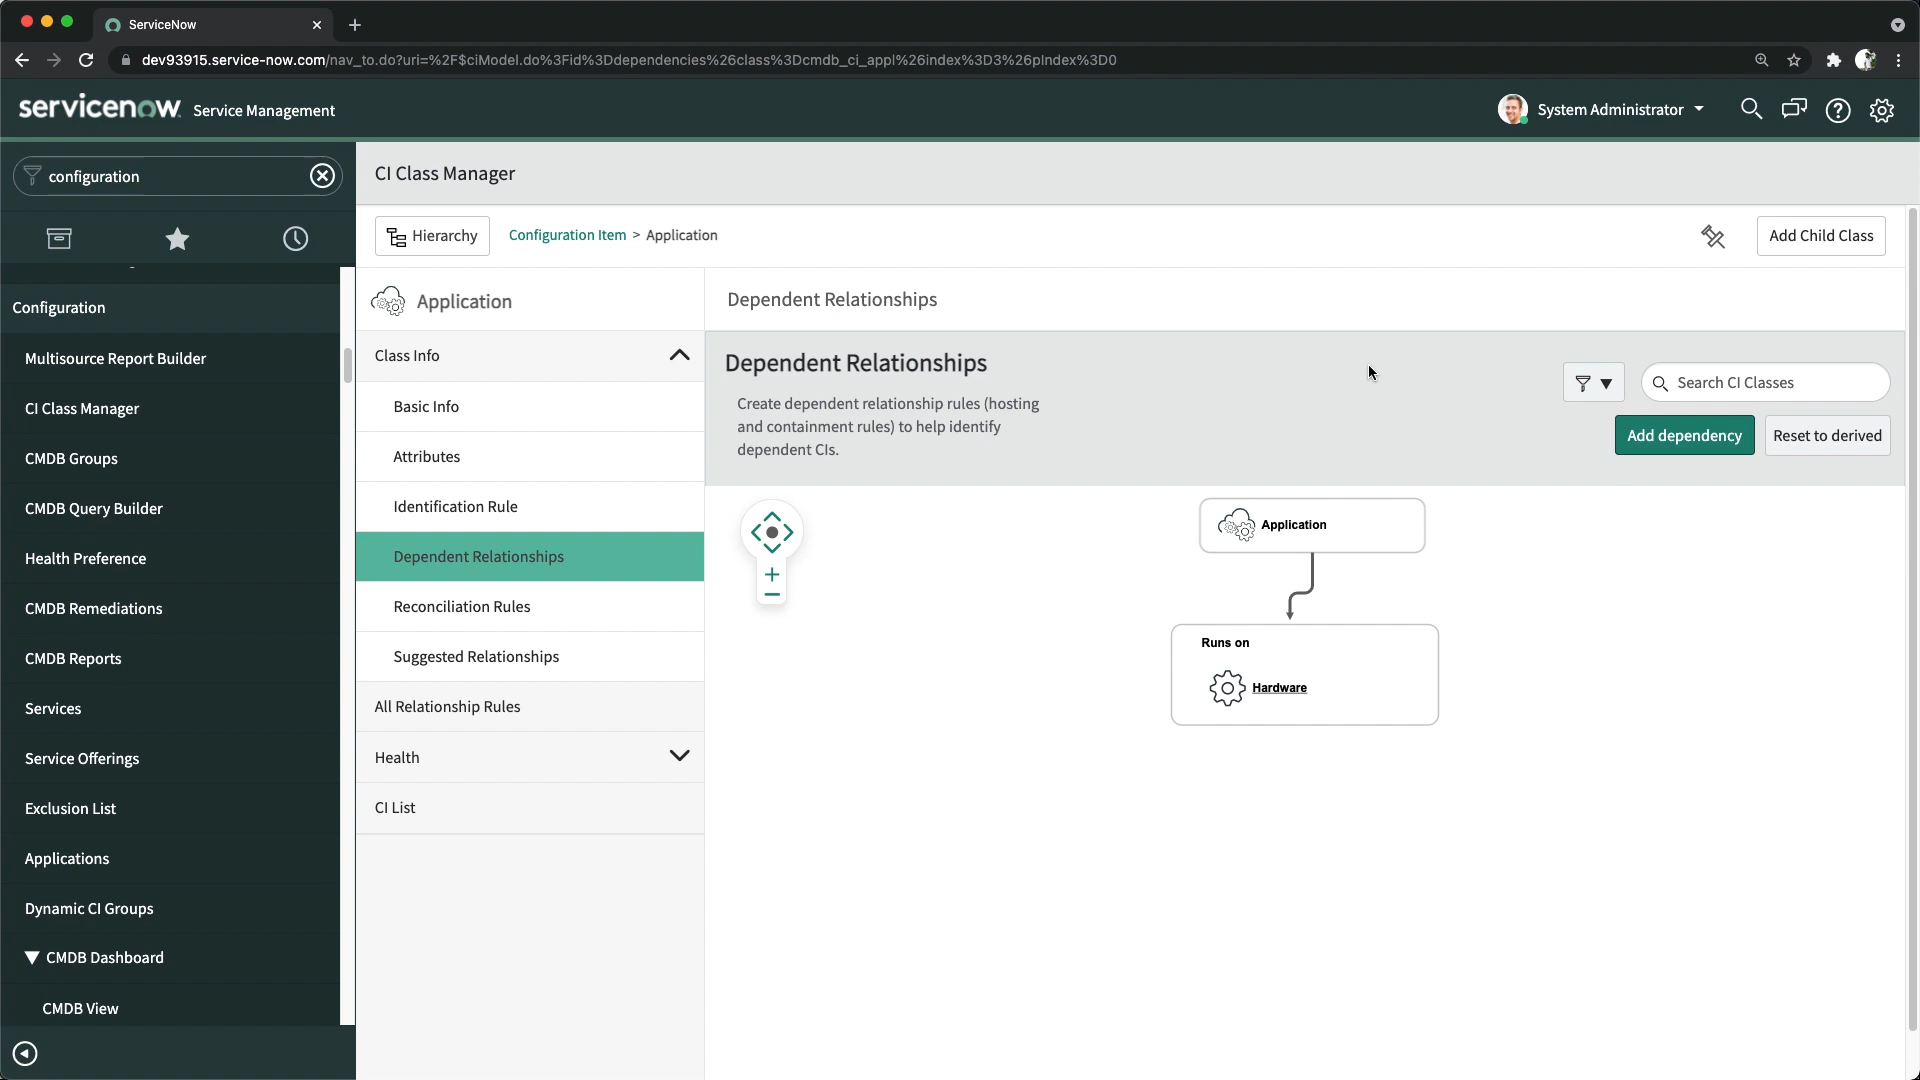 ServiceNow
dev93915.service-now.com/nav_to.do?uri=%2F$ciModel.do%3Fid%3Ddependencies%26class%3Dcmdb_ci_appl%26index%3D3%26pIndex%3D0
servicenow Service Management
System Administrator
configuration
Configuration
Multisource Report Builder
CI Class Manager
CMDB Groups
CMDB Query Builder
Health Preference
CMDB Remediations
CMDB Reports
Services
Service Offerings
Exclusion List
Applications
Dynamic CI Groups
CMDB Dashboard
CMDB View
CI Class Manager
Hierarchy
Configuration Item > Application
Add Child Class
Application
Class Info
Basic Info
Attributes
Identification Rule
Dependent Relationships
Reconciliation Rules
Suggested Relationships
All Relationship Rules
Health
CI List
Dependent Relationships
Dependent Relationships
Create dependent relationship rules (hosting
and containment rules) to help identify
dependent CIs.
Search CI Classes
Add dependency
Reset to derived
Application
Runs on
Hardware